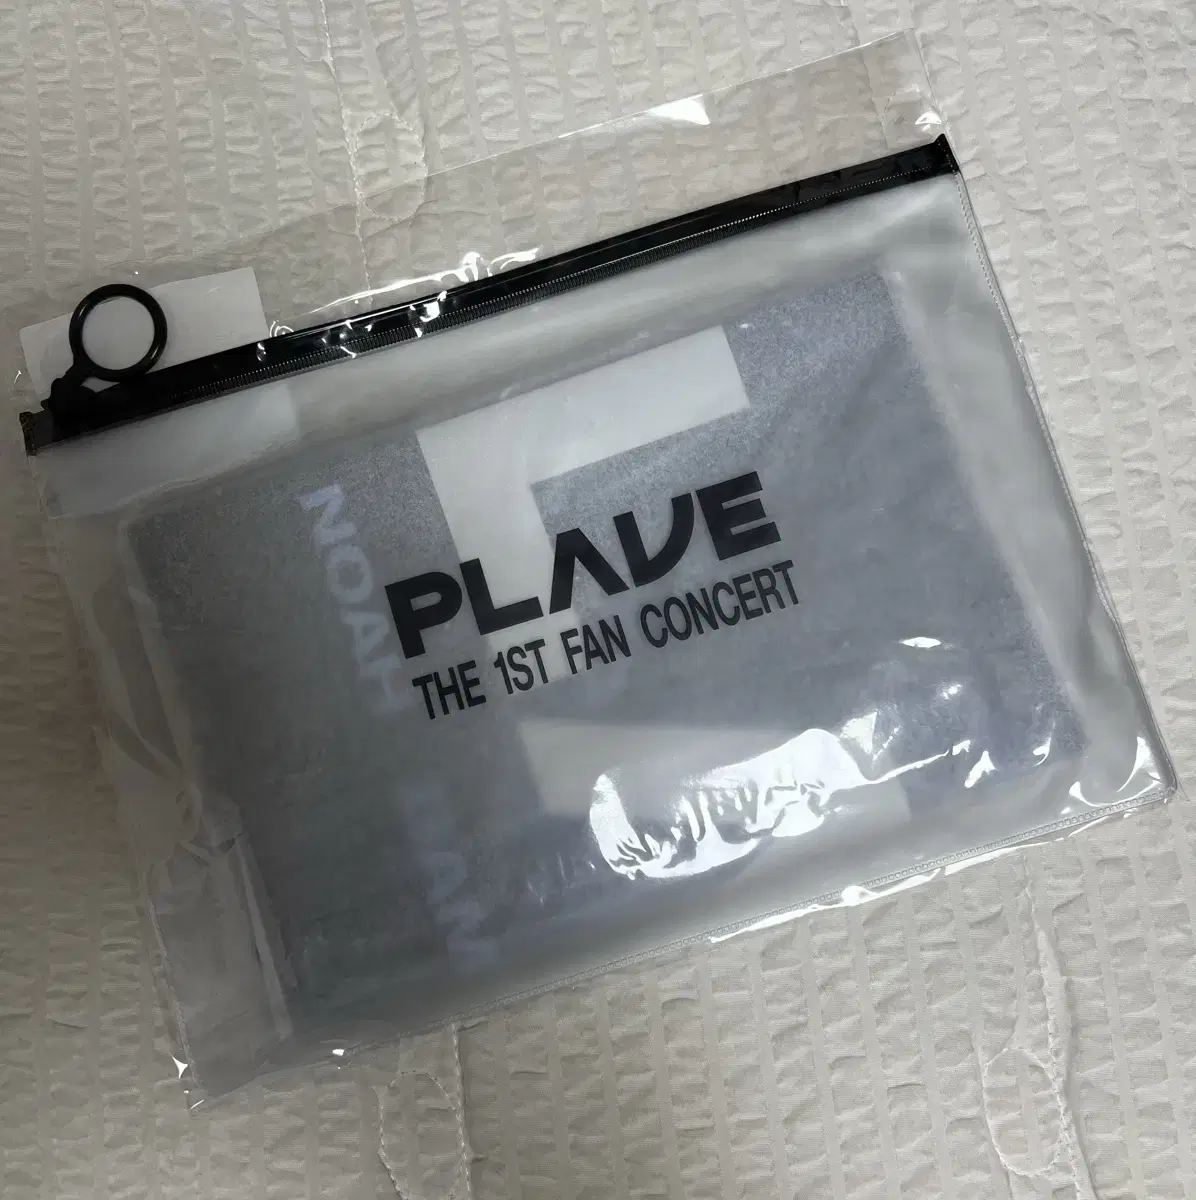 PLAVE
THE 1ST FAN CONCERT
NOAH